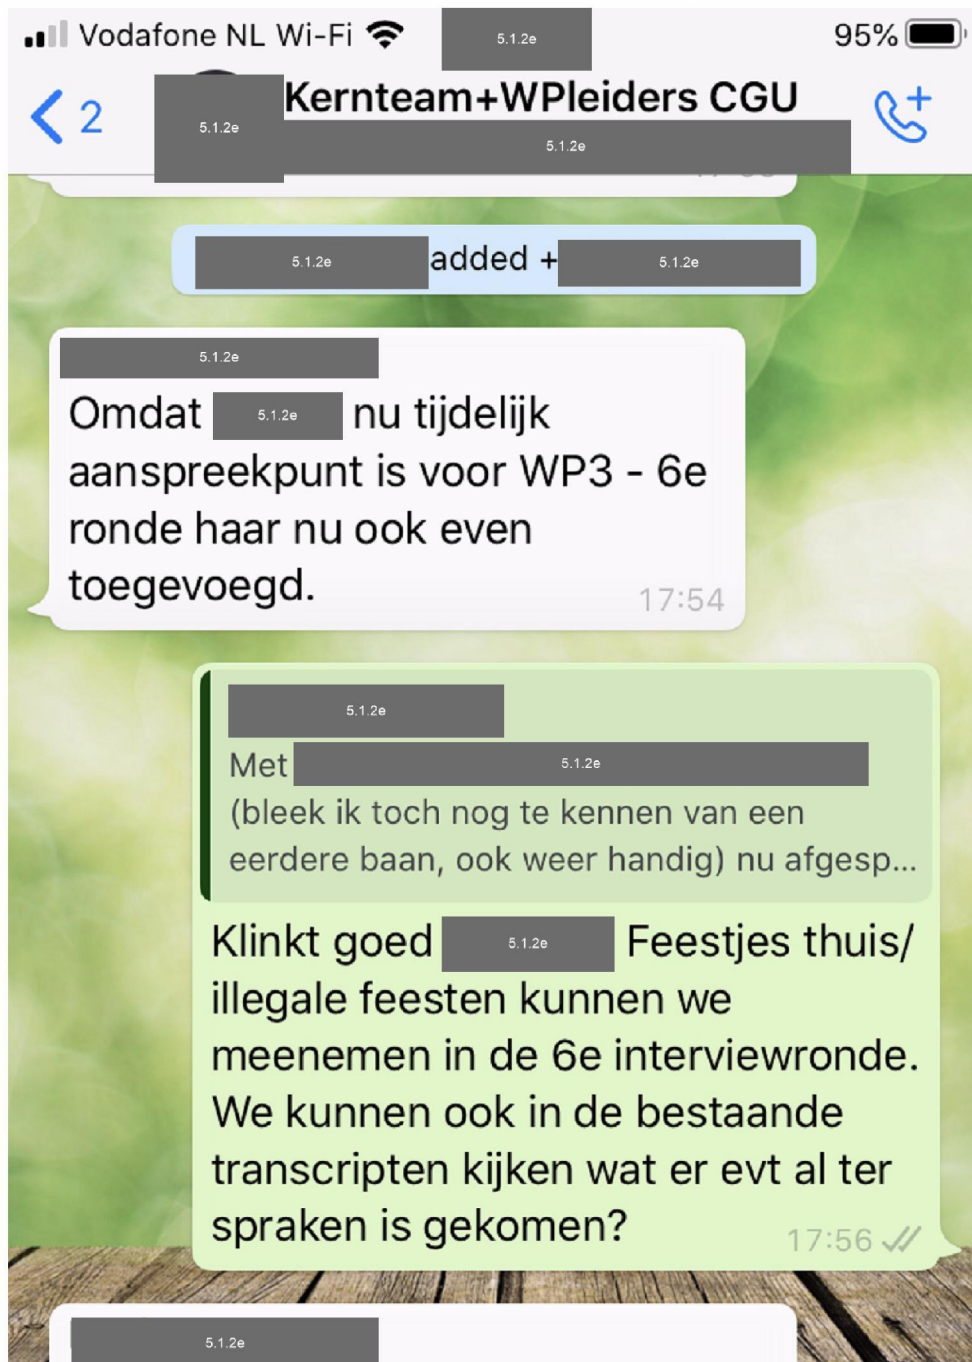 Vodafone NL Wi-Fi 5.1.2e 95%
2 5.1.2e Kernteam+WPleiders CGU
5.1.2e
5.1.2e added + 5.1.2e
5.1.2e
Omdat 5.1.2e nu tijdelijk
aanspreekpunt is voor WP3 - 6e
ronde haar nu ook even
toegevoegd.
17:54
5.1.2e
Met 5.1.2e
(bleek ik toch nog te kennen van een
eerdere baan, ook weer handig) nu afgesp...
Klinkt goed 5.1.2e Feestjes thuis/
illegale feesten kunnen we
meenemen in de 6e interviewronde.
We kunnen ook in de bestaande
transcripten kijken wat er evt al ter
spraken is gekomen?
17:56
5.1.2e